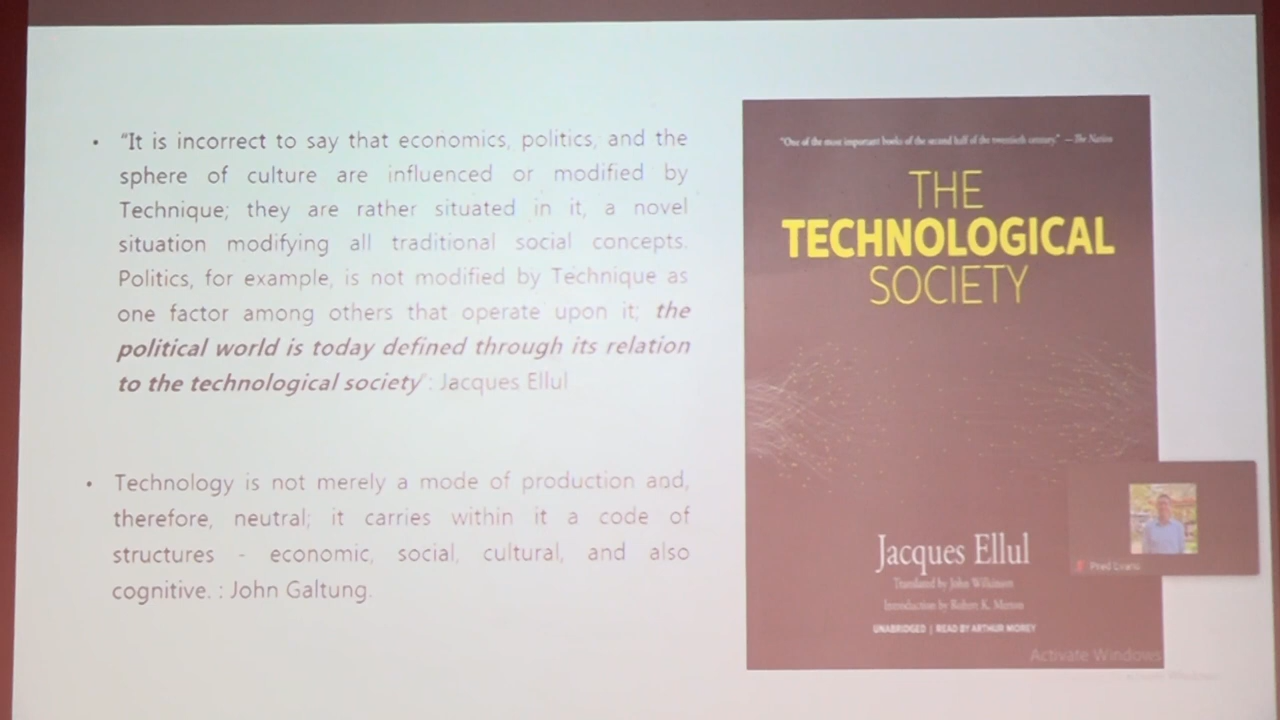 • “It is incorrect to say that economics, politics, and the
sphere of culture are influenced or modified by
Technique; they are rather situated in it, a novel
situation modifying all traditional social concepts.
Politics, for example, is not modified by Technique as
one factor among others that operate upon it; the
political world is today defined through its relation
to the technological society": Jacques Ellul
• Technology is not merely a mode of production and,
therefore, neutral; it carries within it a code of
structures - economic, social, cultural, and also
cognitive. : John Galtung.
"One of the most important books of the second half of the twentieth century." —The Nation
THE
TECHNOLOGICAL
SOCIETY
Jacques Ellul
Translated by John Wilkinson
Introduction by Robert K. Merton
UNABRIDGED | READ BY ARTHUR MOREY
Activate Windows